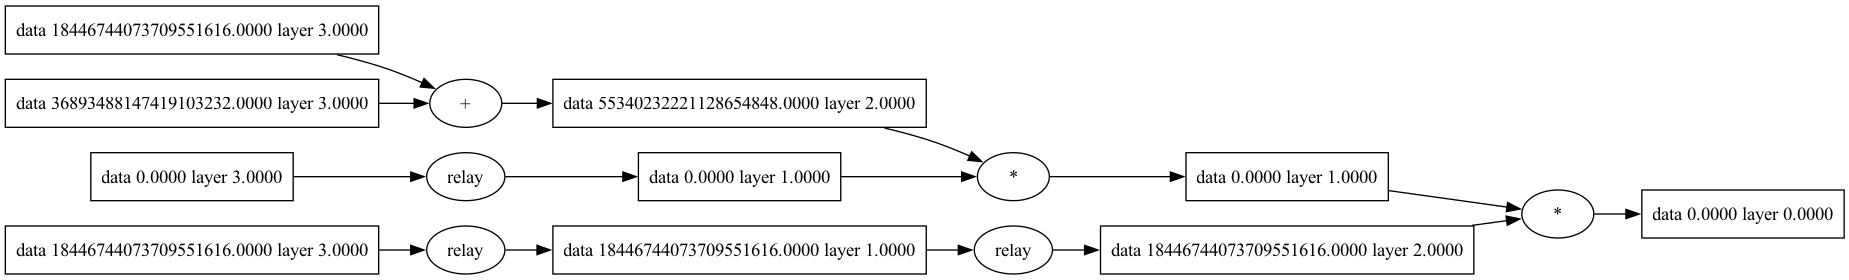 data 18446744073709551616.0000 layer 3.0000
data 36893488147419103232.0000 layer 3.0000
+
data 55340232221128654848.0000 layer 2.0000
data 0.0000 layer 3.0000
relay
data 0.0000 layer 1.0000
*
data 0.0000 layer 1.0000
*
data 0.0000 layer 0.0000
data 18446744073709551616.0000 layer 3.0000
relay
data 18446744073709551616.0000 layer 1.0000
relay
data 18446744073709551616.0000 layer 2.0000